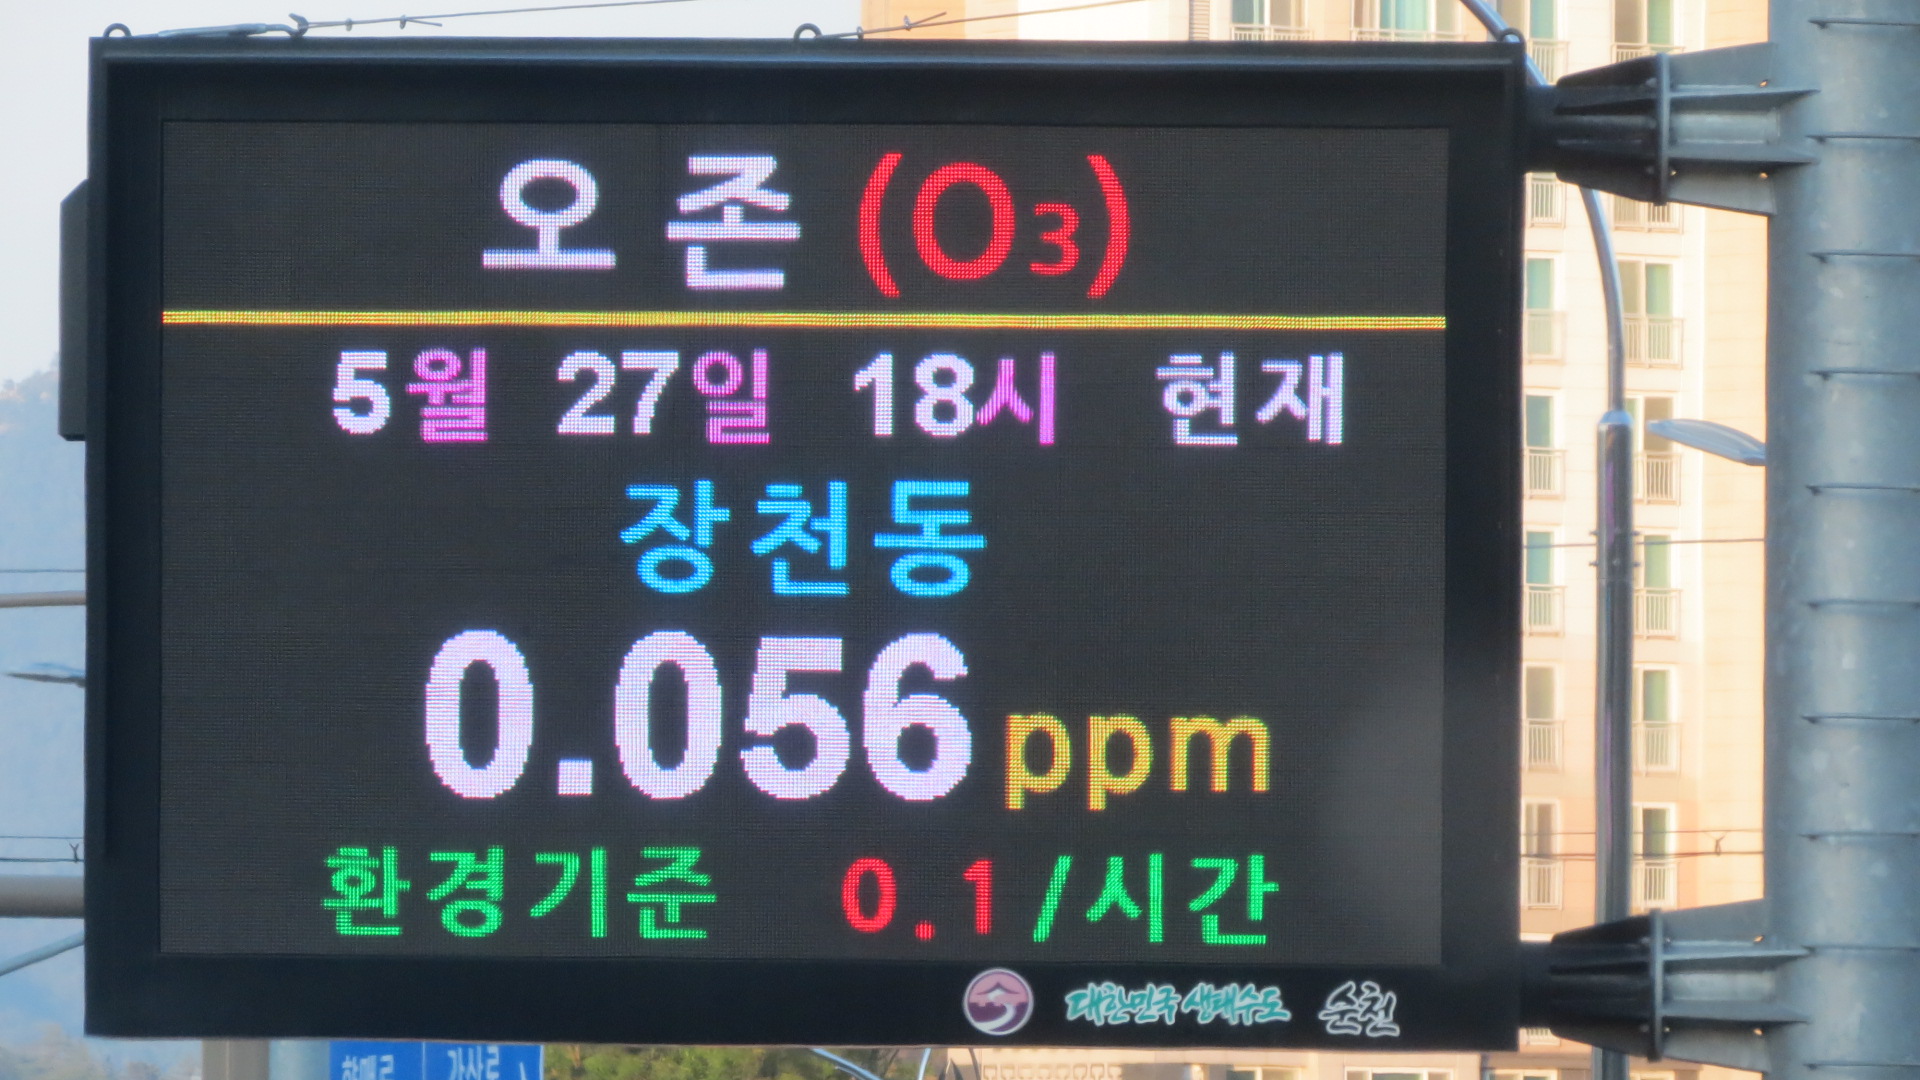 오존 (O3)
5월 27일 18시 현재
장천동
0.056 ppm
환경기준 0.1 /시간
대한민국 생태수도 순천